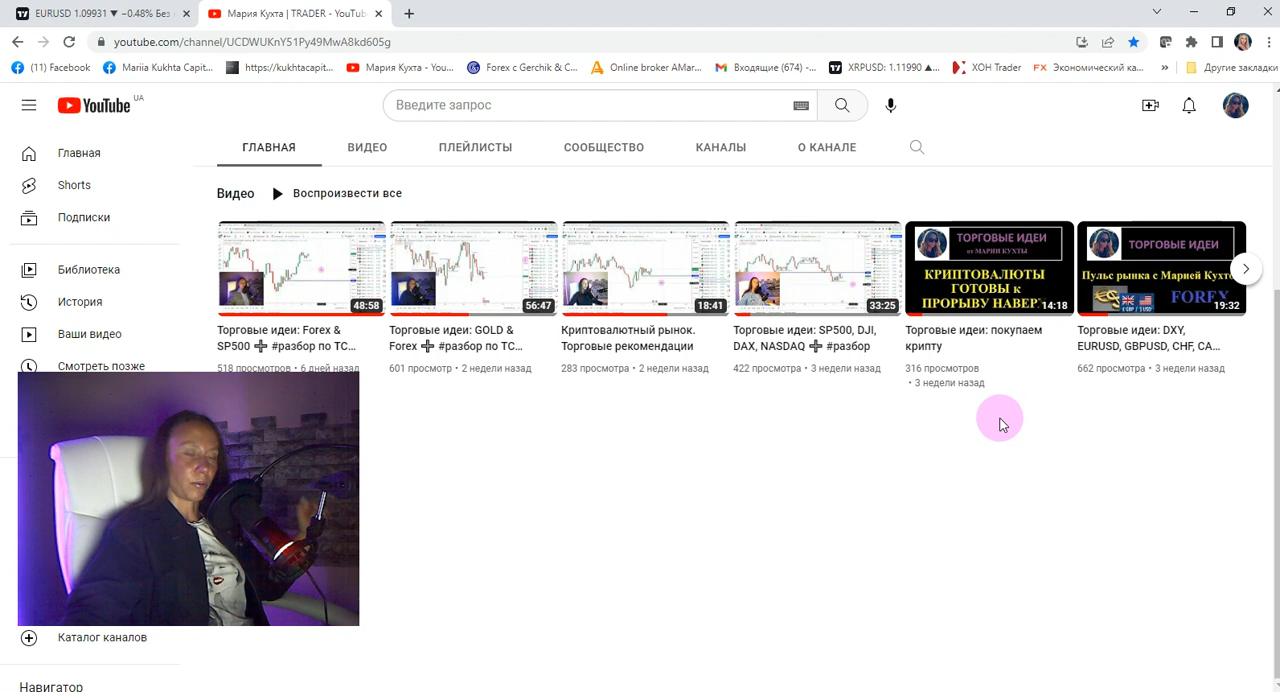 EURUSD 1.09931 ▼ −0.48% Без
Мария Кухта | TRADER - YouTub
youtube.com/channel/UCDWUKnY51Py49MwA8kd605g
(11) Facebook
Mariia Kukhta Capit...
https://kukhtacapit...
Мария Кухта - You...
Forex c Gerchik & C...
Online broker AMar...
Входящие (674) -...
XRPUSD: 1.11990 ▲...
XOH Trader
FX Экономический ка...
Другие закладки
YouTube UA
Введите запрос
ГЛАВНАЯ
ВИДЕО
ПЛЕЙЛИСТЫ
СООБЩЕСТВО
КАНАЛЫ
О КАНАЛЕ
Главная
Shorts
Подписки
Библиотека
История
Ваши видео
Смотреть позже
Каталог каналов
Навигатор
Видео
Воспроизвести все
48:58
Торговые идеи: Forex &
SP500 ➕ #разбор по ТС...
518 просмотров • 6 дней назад
56:47
Торговые идеи: GOLD &
Forex ➕ #разбор по ТС...
601 просмотр • 2 недели назад
18:41
Криптовалютный рынок.
Торговые рекомендации
283 просмотра • 2 недели назад
33:25
Торговые идеи: SP500, DJI,
DAX, NASDAQ ➕ #разбор
422 просмотра • 3 недели назад
ТОРГОВЫЕ ИДЕИ
от МАРИИ КУХТЫ
КРИПТОВАЛЮТЫ
ГОТОВЫ к
ПРОРЫВУ НАВЕР
14:18
Торговые идеи: покупаем
крипту
316 просмотров
• 3 недели назад
ТОРГОВЫЕ ИДЕИ
Пульс рынка с Марией Кухто
FOREX
19:32
Торговые идеи: DXY,
EURUSD, GBPUSD, CHF, CA...
662 просмотра • 3 недели назад